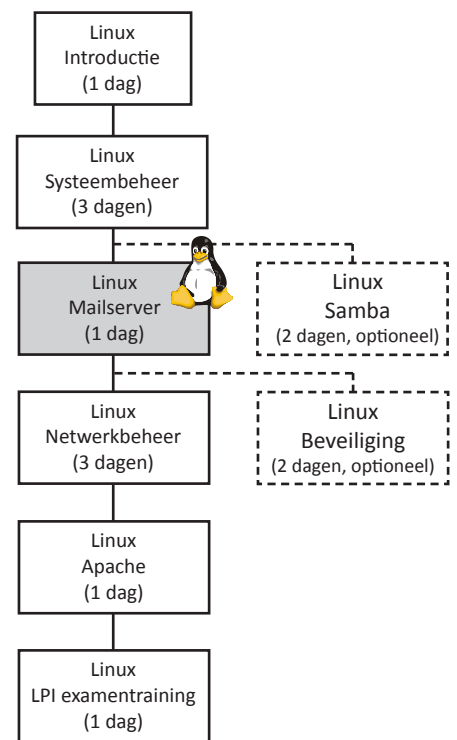 Linux
Introductie
(1 dag)
Linux
Systeembeheer
(3 dagen)
Linux
Mailserver
(1 dag)
Linux
Samba
(2 dagen, optioneel)
Linux
Netwerkbeheer
(3 dagen)
Linux
Beveiliging
(2 dagen, optioneel)
Linux
Apache
(1 dag)
Linux
LPI examentraining
(1 dag)